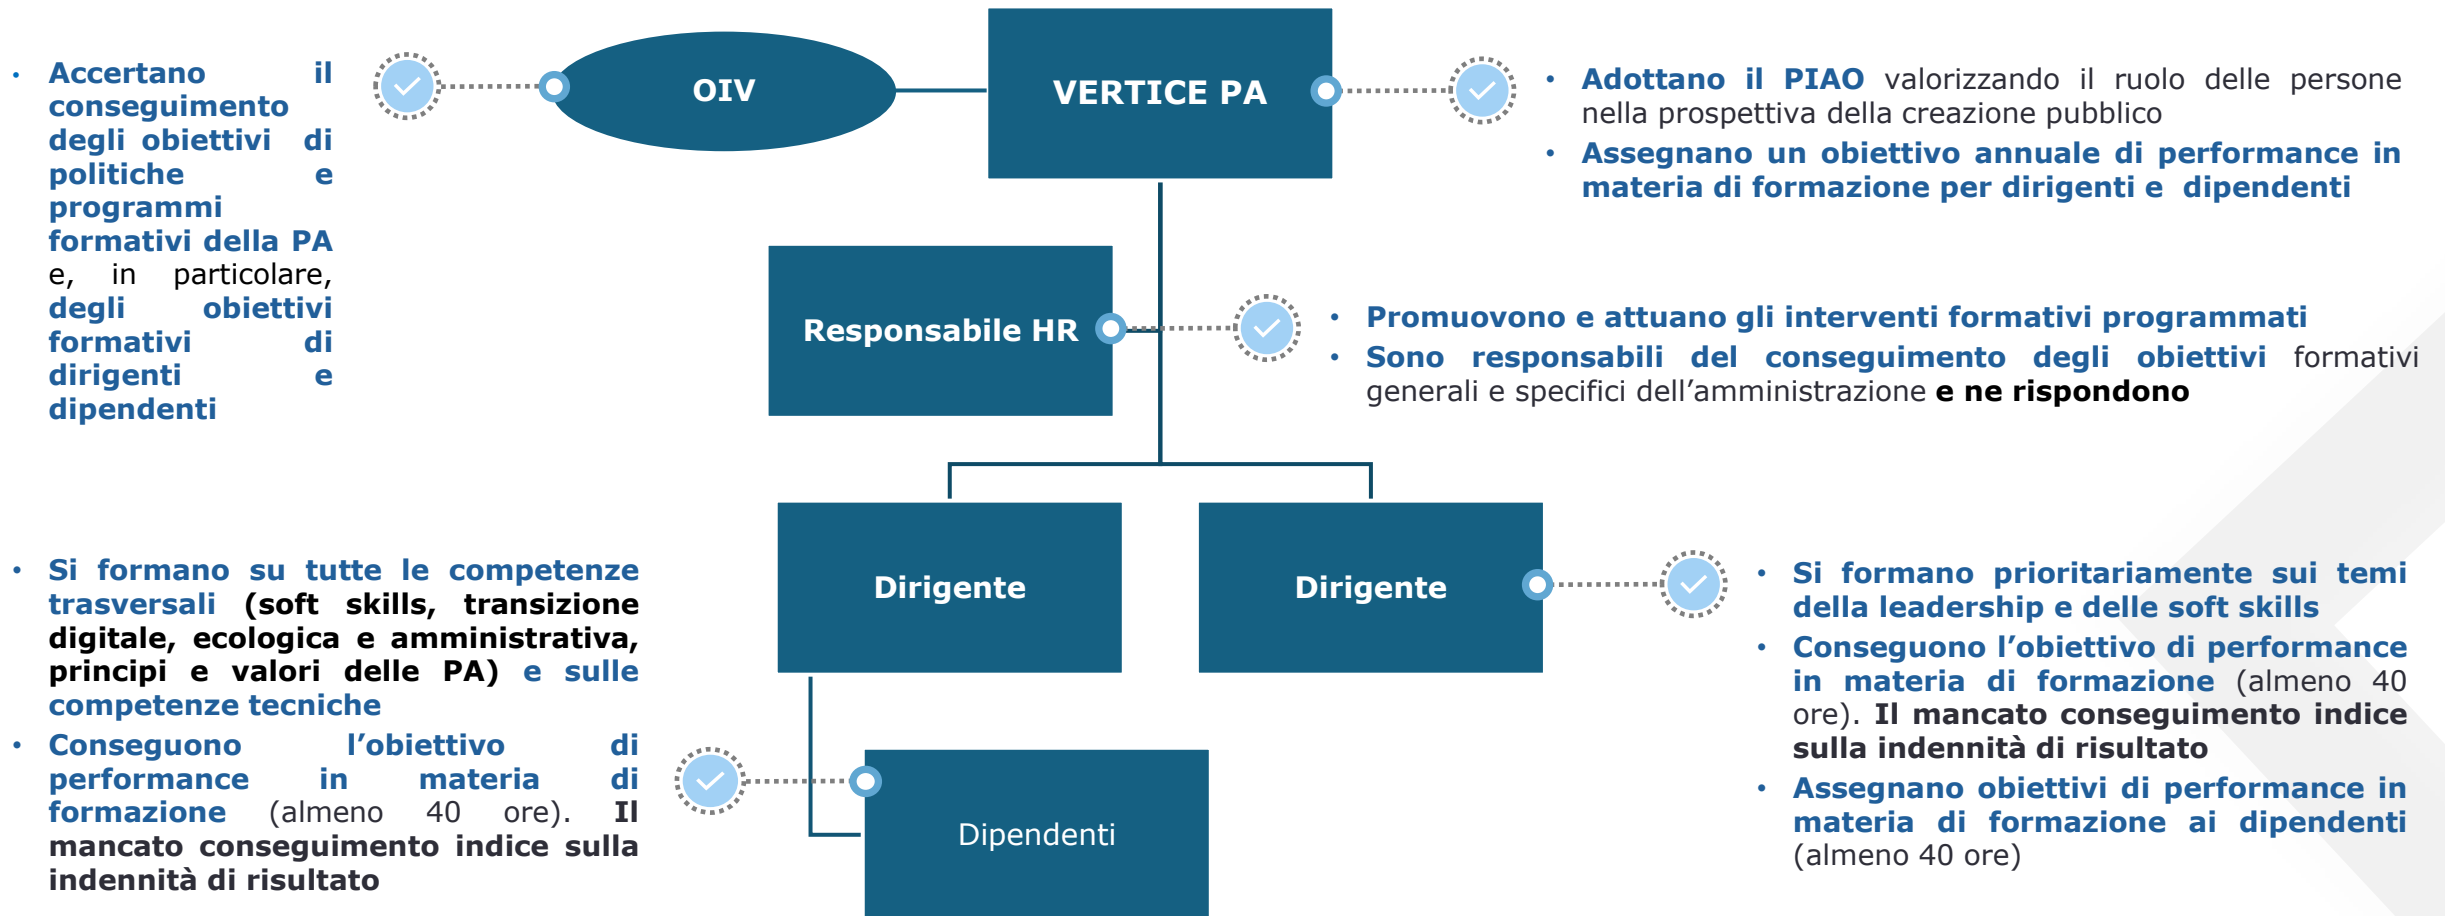 • Accertano il
conseguimento
degli obiettivi di
politiche e
programmi
formativi della PA
e, in particolare,
degli obiettivi
formativi di
dirigenti e
dipendenti
OIV
VERTICE PA
• Adottano il PIAO valorizzando il ruolo delle persone
nella prospettiva della creazione pubblico
• Assegnano un obiettivo annuale di performance in
materia di formazione per dirigenti e dipendenti
Responsabile HR
• Promuovono e attuano gli interventi formativi programmati
• Sono responsabili del conseguimento degli obiettivi formativi
generali e specifici dell’amministrazione e ne rispondono
• Si formano su tutte le competenze
trasversali (soft skills, transizione
digitale, ecologica e amministrativa,
principi e valori delle PA) e sulle
competenze tecniche
• Conseguono l’obiettivo di
performance in materia di
formazione (almeno 40 ore). Il
mancato conseguimento indice sulla
indennità di risultato
Dirigente
Dirigente
• Si formano prioritariamente sui temi
della leadership e delle soft skills
• Conseguono l’obiettivo di performance
in materia di formazione (almeno 40
ore). Il mancato conseguimento indice
sulla indennità di risultato
• Assegnano obiettivi di performance in
materia di formazione ai dipendenti
(almeno 40 ore)
Dipendenti